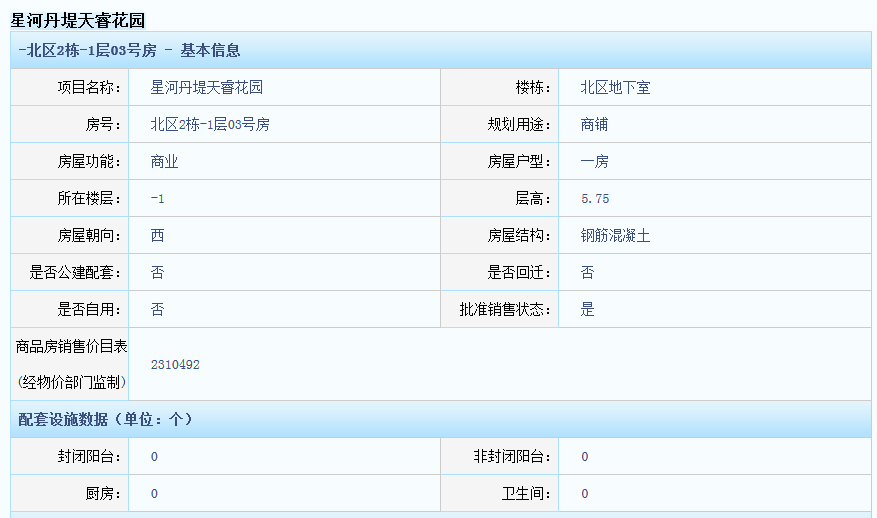 星河丹堤天睿花园
-北区2栋-1层03号房 - 基本信息
项目名称： 星河丹堤天睿花园 楼栋： 北区地下室
房号： 北区2栋-1层03号房 规划用途： 商铺
房屋功能： 商业 房屋户型： 一房
所在楼层： -1 层高： 5.75
房屋朝向： 西 房屋结构： 钢筋混凝土
是否公建配套： 否 是否回迁： 否
是否自用： 否 批准销售状态： 是
商品房销售价目表
(经物价部门监制) 2310492
配套设施数据（单位：个）
封闭阳台： 0 非封闭阳台： 0
厨房： 0 卫生间： 0